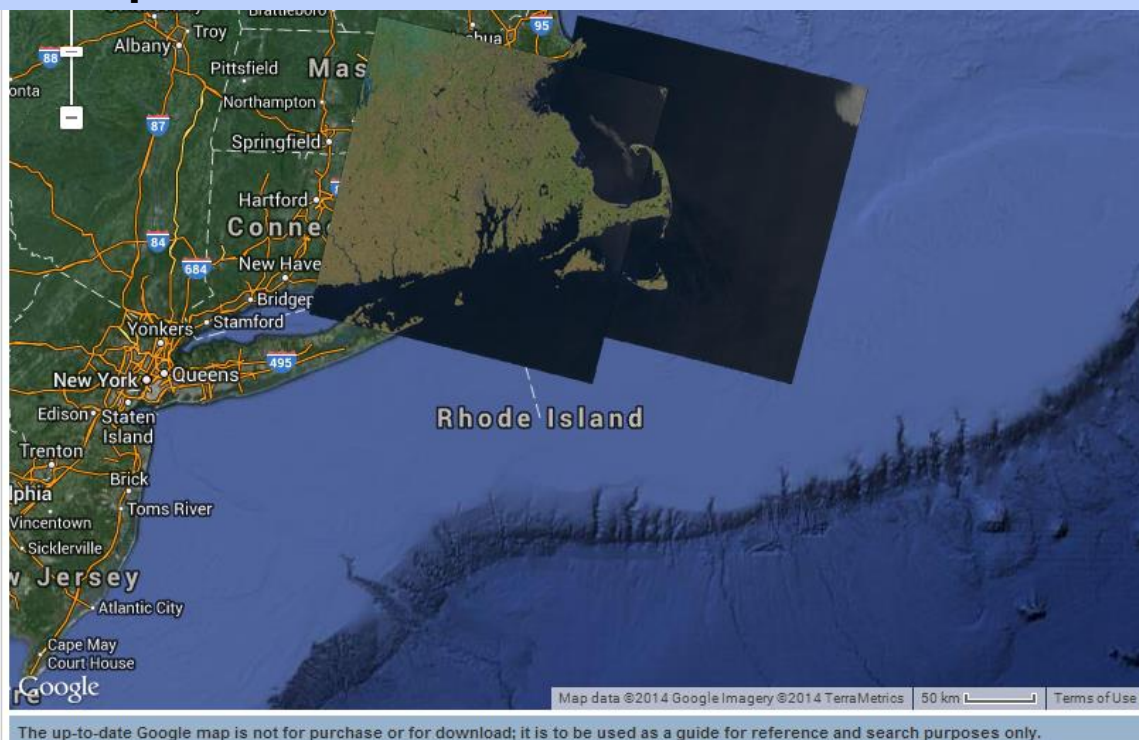 Troy
95
Albany
88
Pittsfield
Mas
Northampton
87
Springfield
Hartford
Conne
84
684
New Have
Bridgep
Stamford
Yonkers
495
New York
Queens
Edison
Staten
Island
Rhode Island
Trenton
Brick
lphia
Toms River
Vincentown
Sicklerville
w Jersey
Atlantic City
Cape May
Court House
re
Google
Map data ©2014 Google Imagery ©2014 TerraMetrics
50 km
Terms of Use
The up-to-date Google map is not for purchase or for download; it is to be used as a guide for reference and search purposes only.